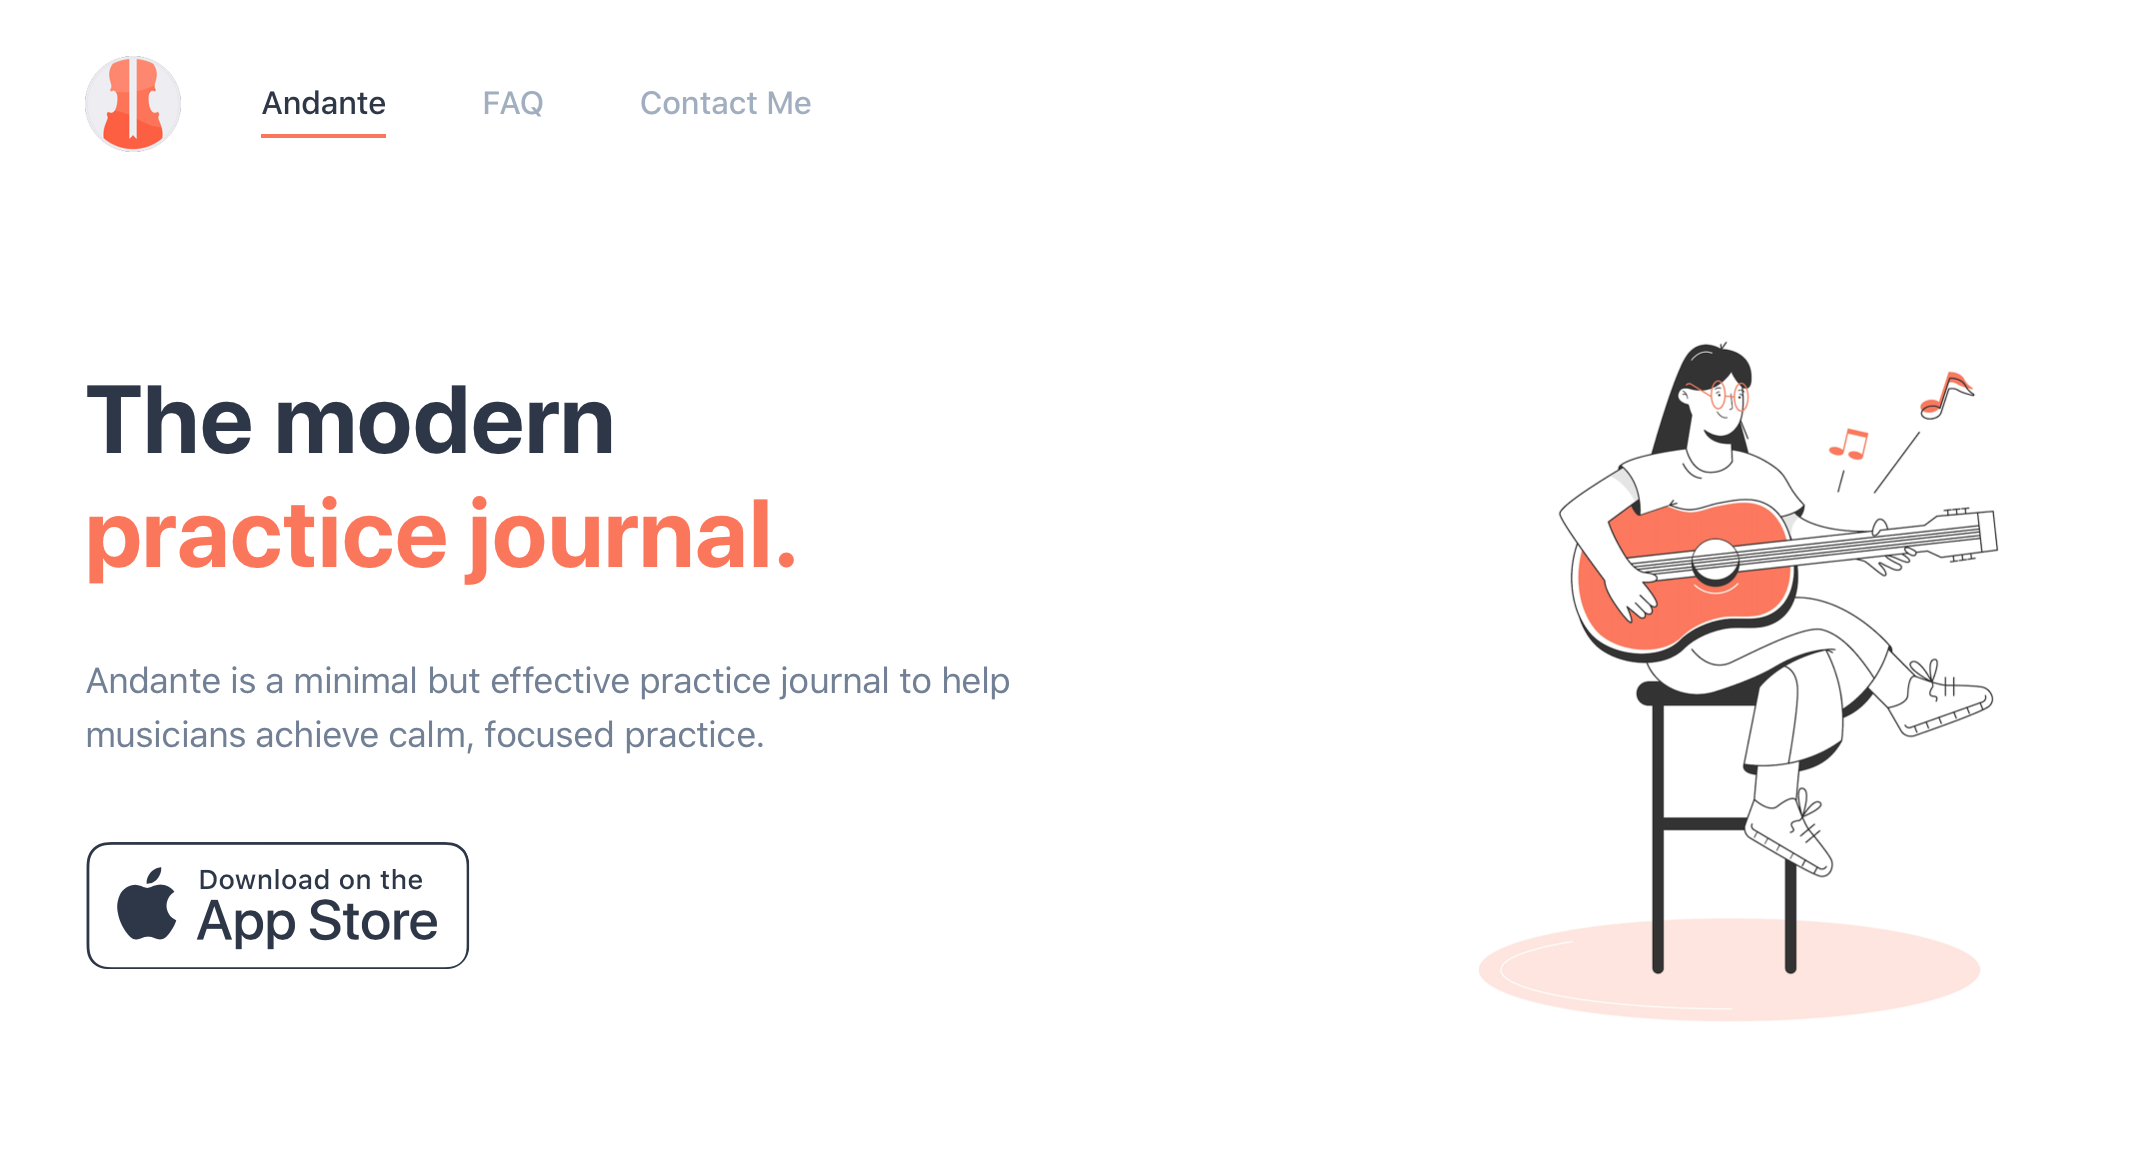 Andante
FAQ
Contact Me
The modern
practice journal.
Andante is a minimal but effective practice journal to help
musicians achieve calm, focused practice.
Download on the
App Store